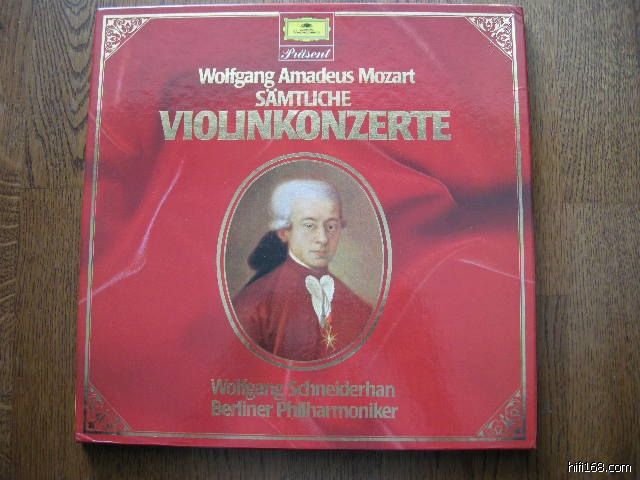 Präsent
Wolfgang Amadeus Mozart
SÄMTLICHE
VIOLINKONZERTE
Wolfgang Schneiderhan
Berliner Philharmoniker
hifi168.com